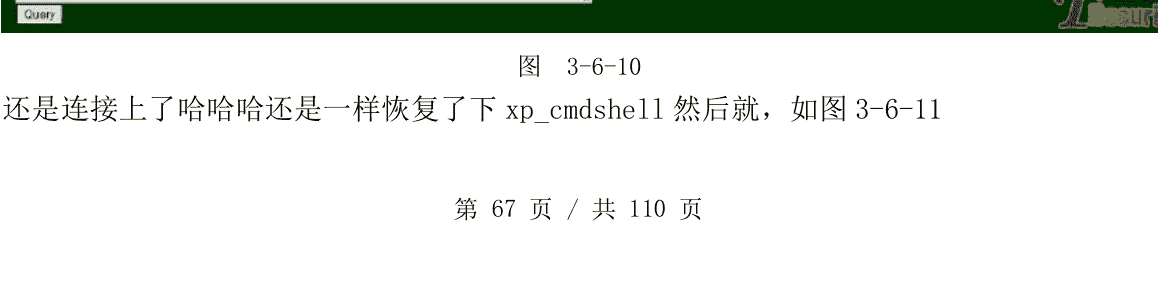 Query
图 3-6-10
还是连接上了哈哈哈还是一样恢复了下 xp_cmdshell 然后就，如图 3-6-11
第 67 页 / 共 110 页